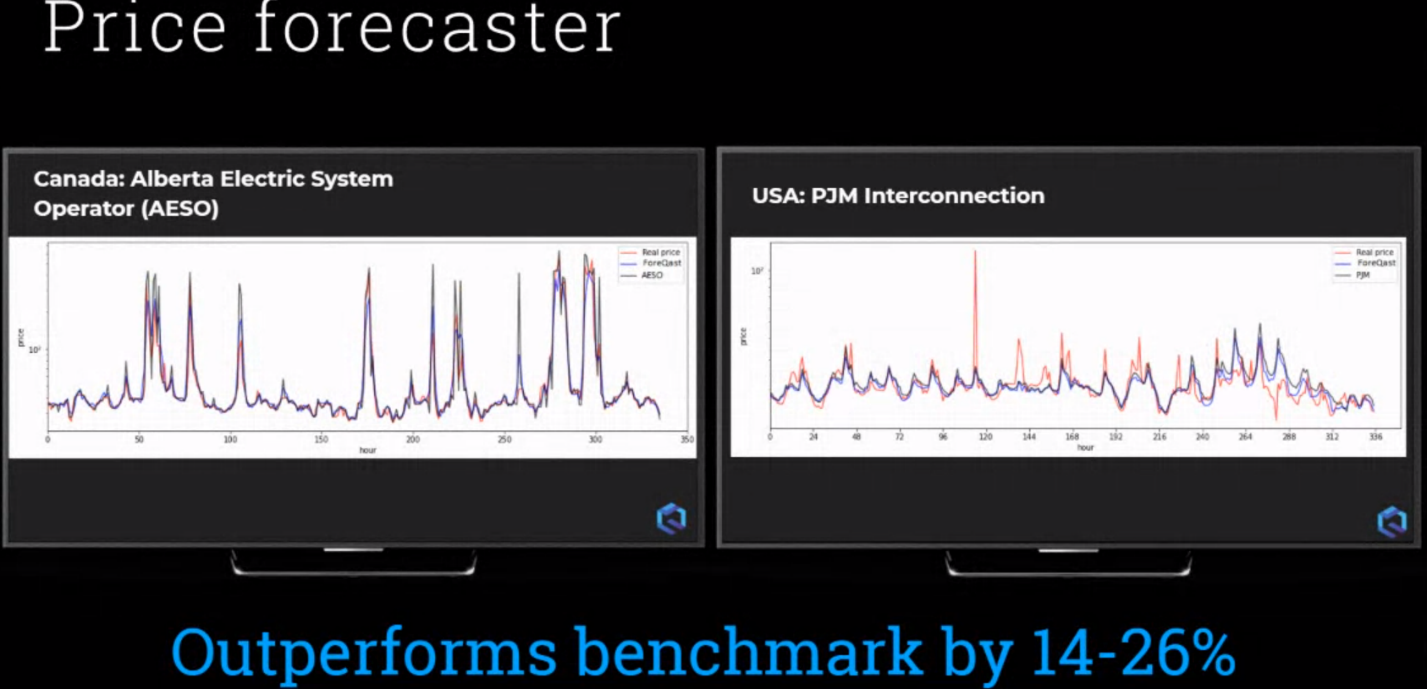 Price forecaster
Canada: Alberta Electric System
Operator (AESO)
Real price
ForeQast
AESO
price
10²
0 50 100 150 200 250 300 350
hour
USA: PJM Interconnection
Real price
ForeQast
PJM
price
10²
0 24 48 72 96 120 144 168 192 216 240 264 288 312 336
hour
Outperforms benchmark by 14-26%